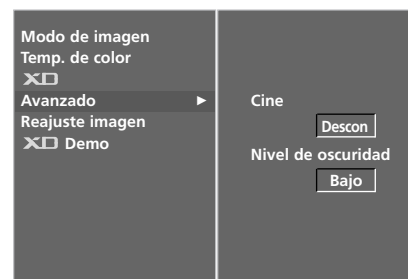 Modo de imagen
Temp. de color
XD
Avanzado ►
Reajuste imagen
XD Demo
Cine
Descon
Nivel de oscuridad
Bajo